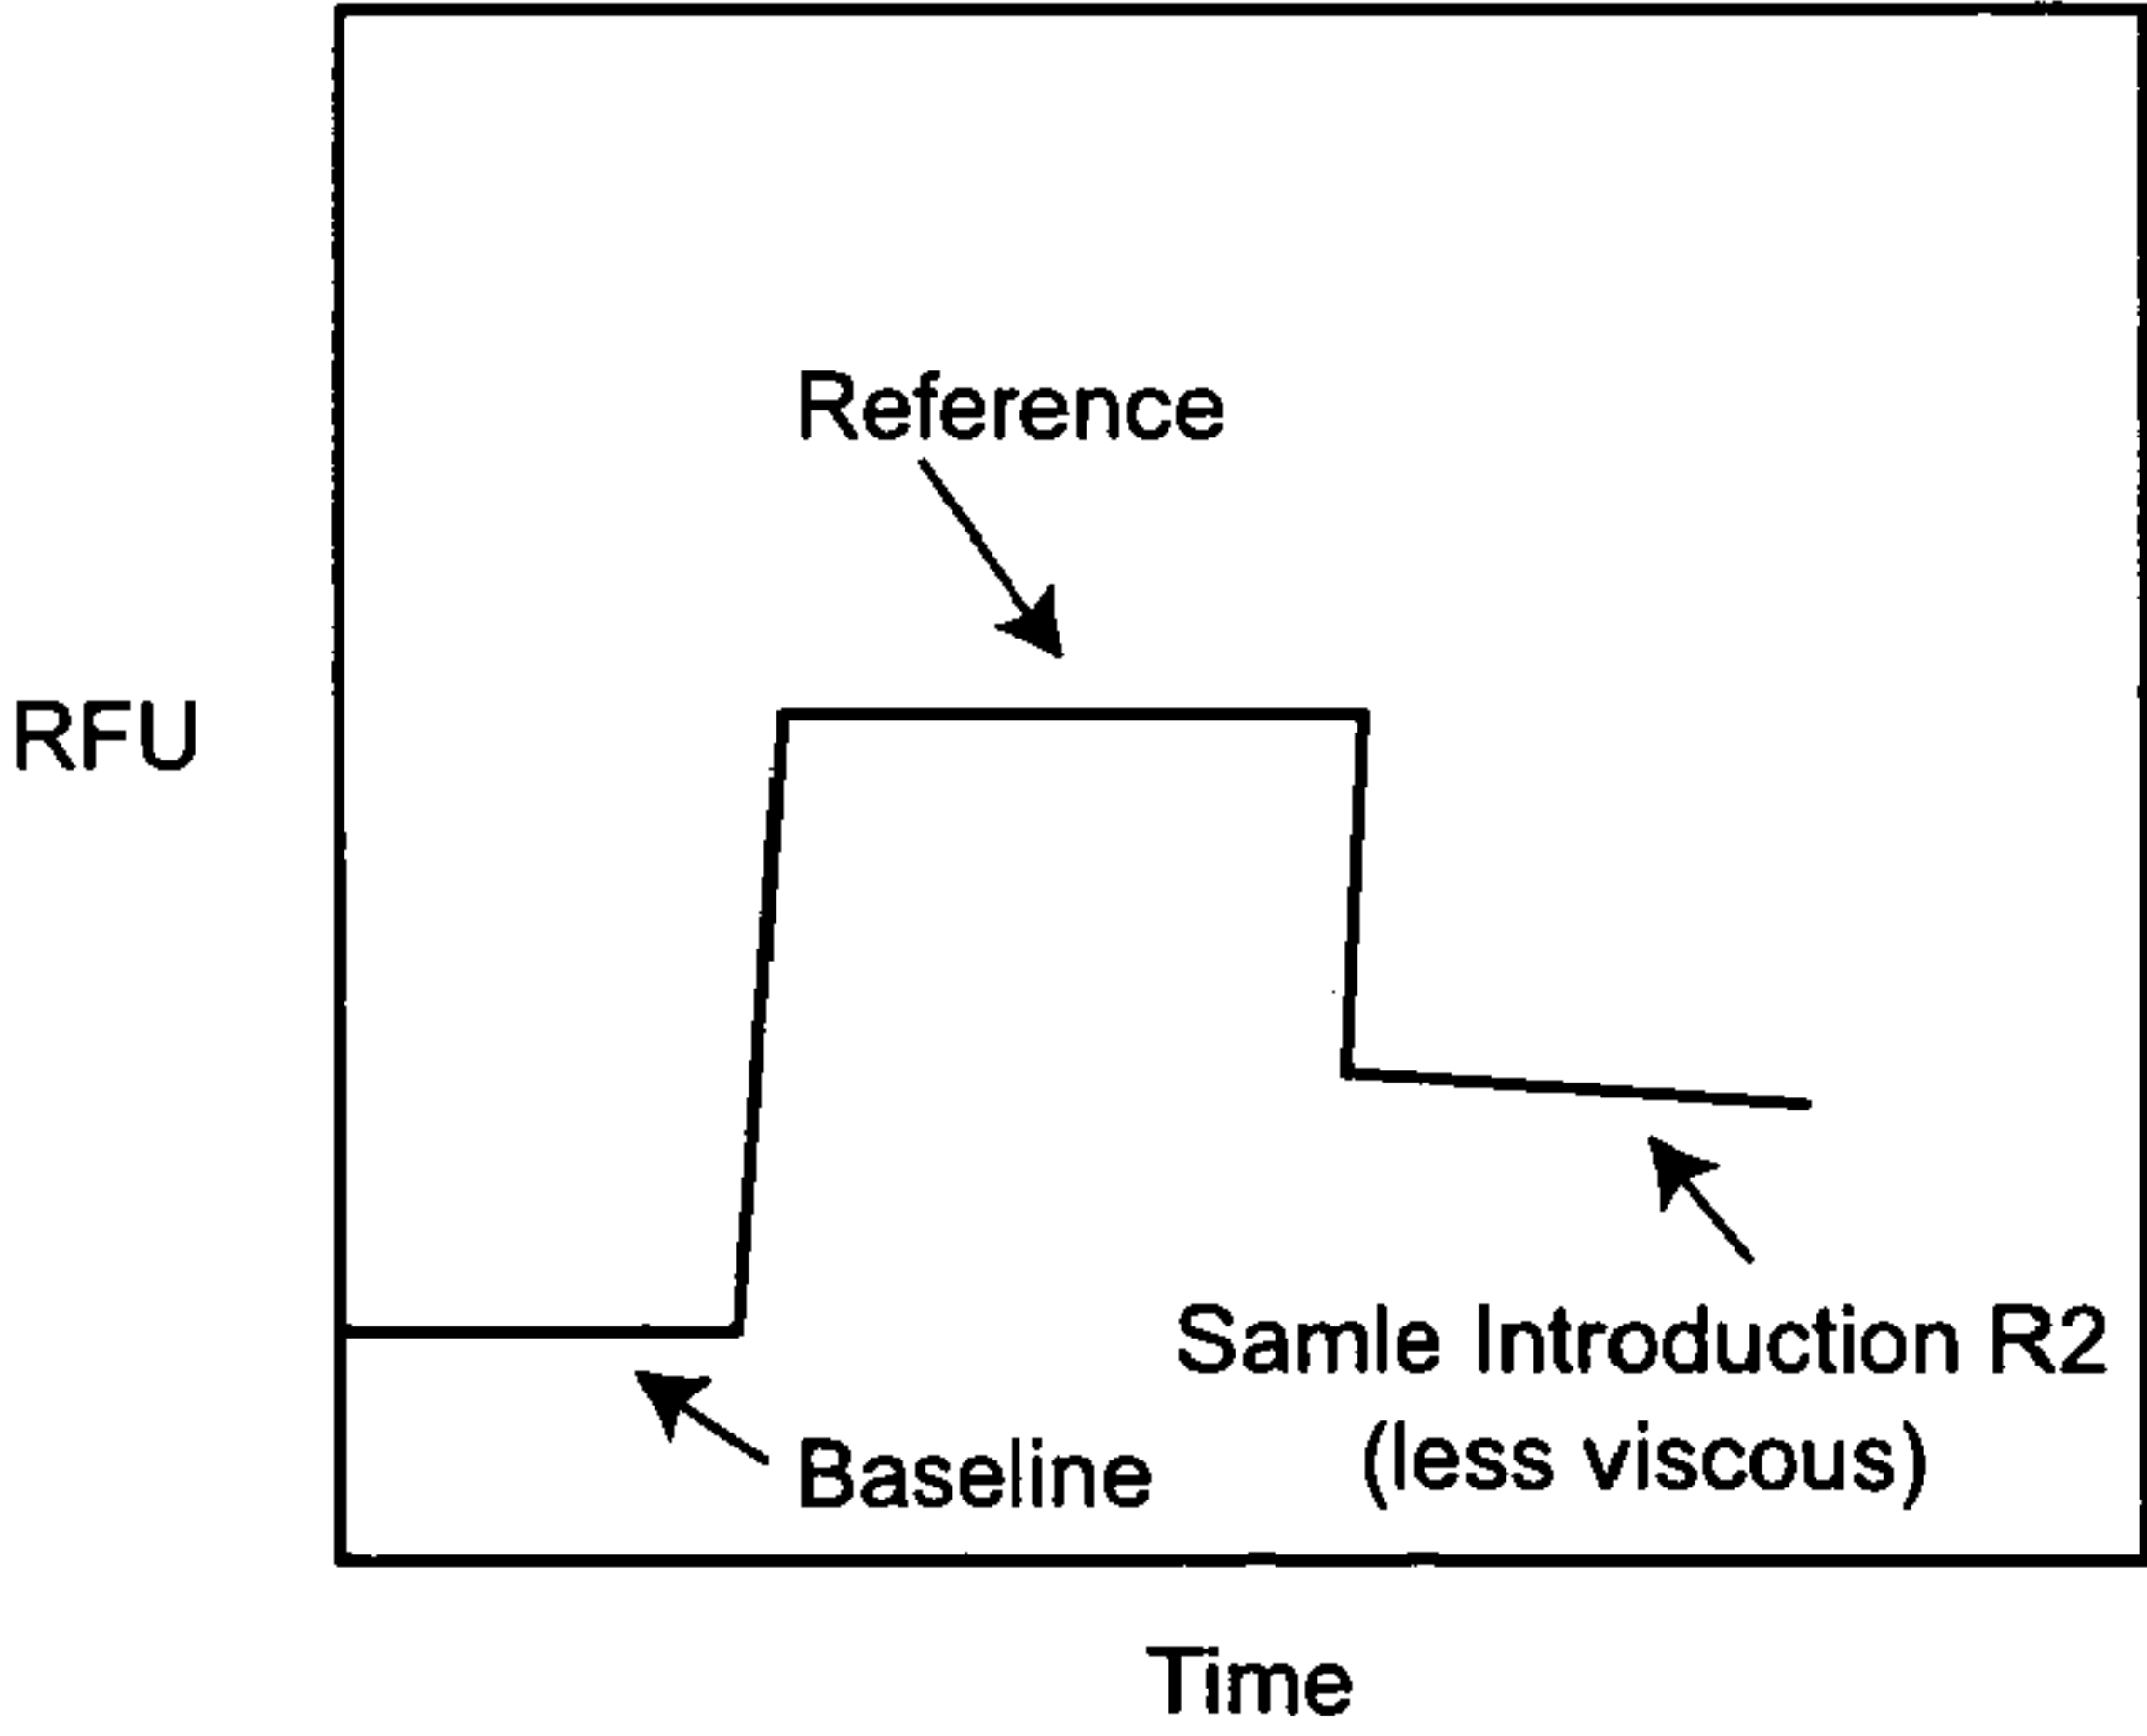 Reference
RFU
Samle Introduction R2
(less viscous)
Baseline
Time